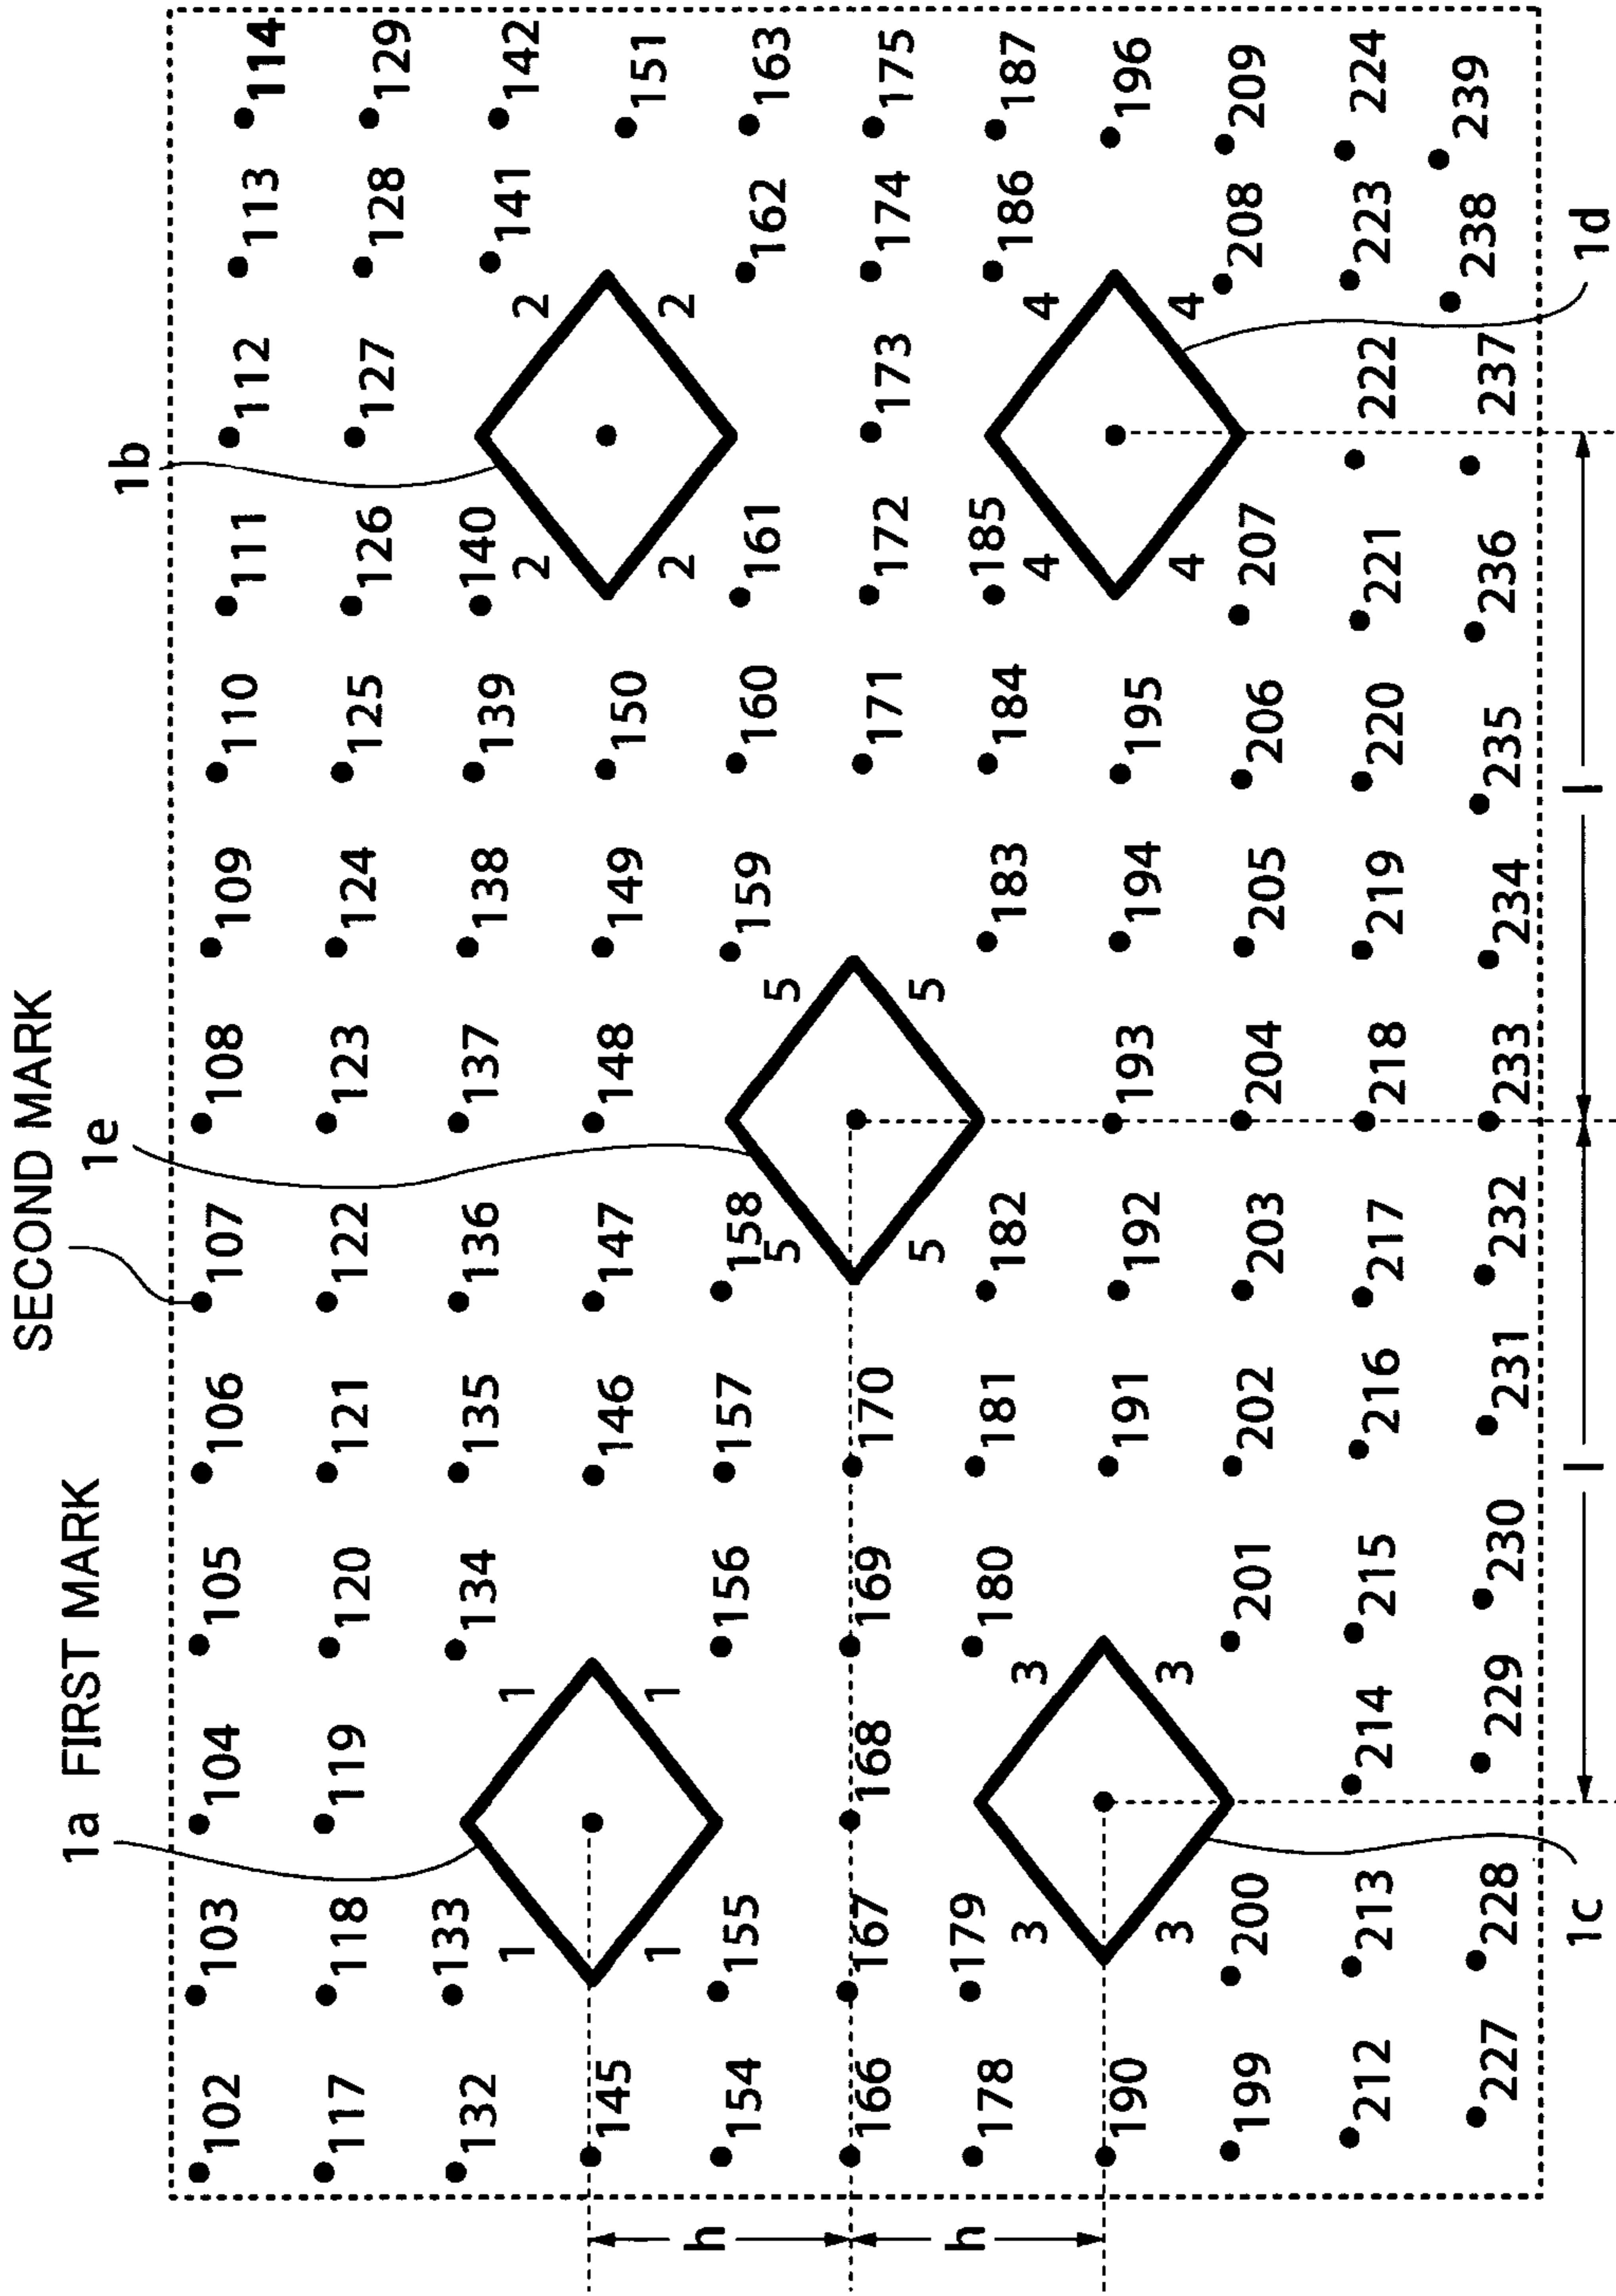 SECOND MARK
1a FIRST MARK
1e
1b
102 103 104 105 106 107 108 109 110 111 112 113 114
117 118 119 120 121 122 123 124 125 126 127 128 129
132 133 134 135 136 137 138 139 140 141 142
1 1 2 2
145 146 147 148 149 150 151
1 1 2 2
154 155 156 157 158 159 160 161 162 163
5 5
166 167 168 169 170 171 172 173 174 175
5 5
178 179 180 181 182 183 184 185 186 187
3 3 4 4
190 191 192 193 194 195 196
3 3 4 4
199 200 201 202 203 204 205 206 207 208 209
212 213 214 215 216 217 218 219 220 221 222 223 224
227 228 229 230 231 232 233 234 235 236 237 238 239
h
h
l
l
1c
1d